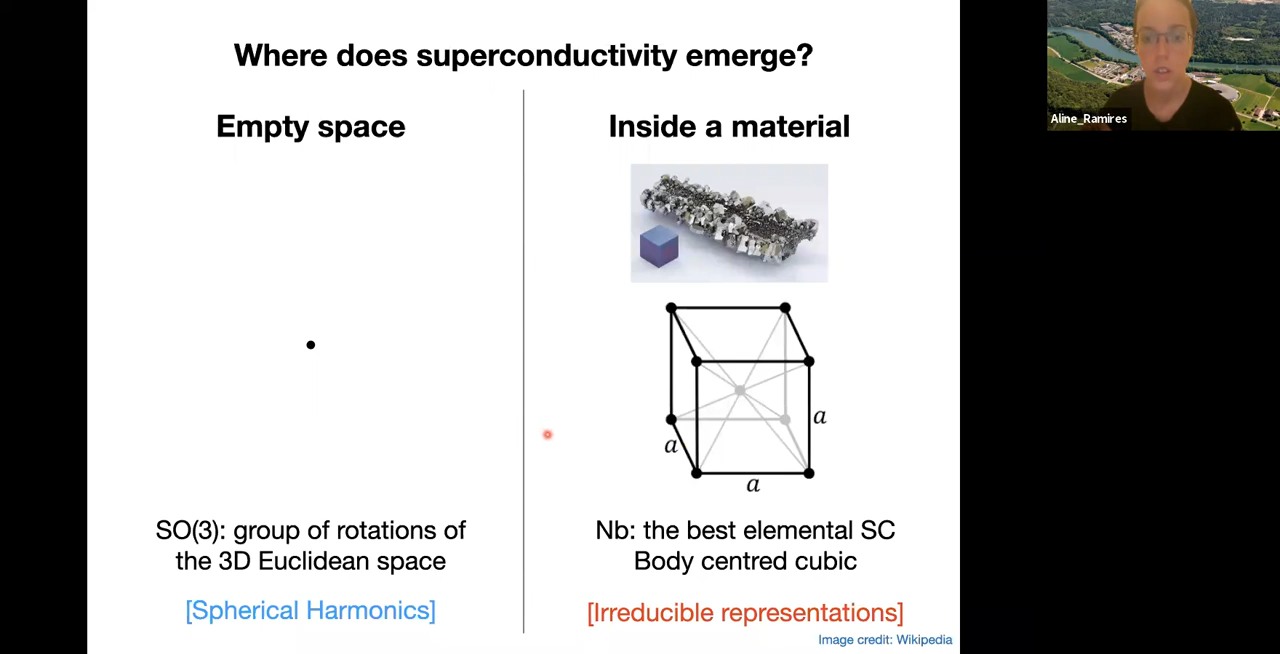 Where does superconductivity emerge?
Empty space
SO(3): group of rotations of
the 3D Euclidean space
[Spherical Harmonics]
Inside a material
a
a
a
Nb: the best elemental SC
Body centred cubic
[Irreducible representations]
Image credit: Wikipedia
Aline_Ramires